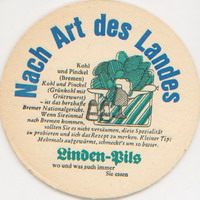 Nach Art des Landes
Kohl
und Pinckel
(Bremen)
Kohl und Pinckel
(Grünkohl mit
Grützwurst)
- ist das herzhafte
Bremer Nationalgericht.
Wenn Sie einmal
nach Bremen kommen,
sollten Sie es nicht versäumen, diese Spezialität
zu probieren und sich das Rezept zu merken. Kleiner Tip:
Mehrmals aufgewärmt, schmeckt's um so besser.
Linden-Pils
wo und was auch immer
Sie essen